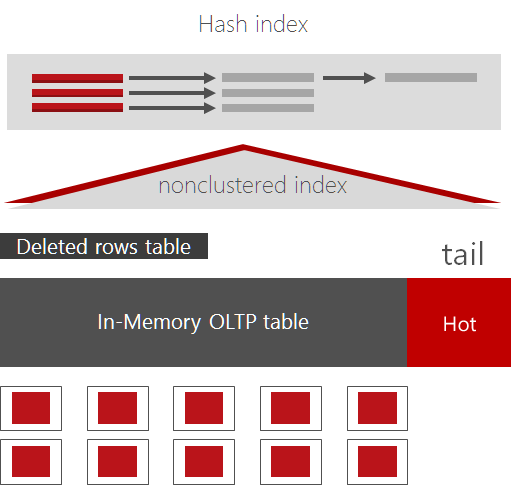 Hash index
nonclustered index
Deleted rows table
tail
In-Memory OLTP table
Hot